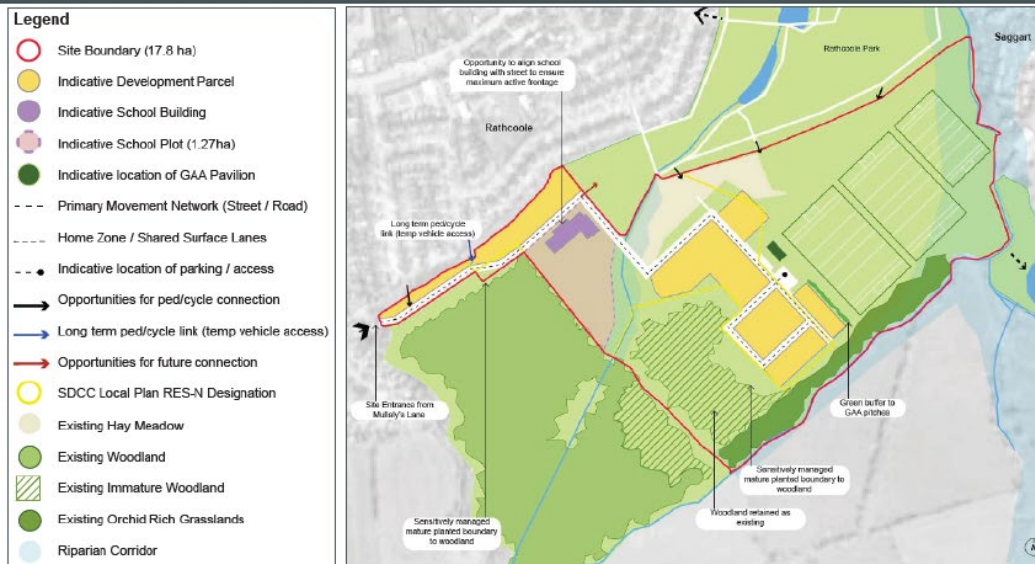 Legend
Site Boundary (17.8 ha)
Indicative Development Parcel
Indicative School Building
Indicative School Plot (1.27ha)
Indicative location of GAA Pavilion
Primary Movement Network (Street / Road)
Home Zone / Shared Surface Lanes
Indicative location of parking / access
Opportunities for ped/cycle connection
Long term ped/cycle link (temp vehicle access)
Opportunities for future connection
SDCC Local Plan RES-N Designation
Existing Hay Meadow
Existing Woodland
Existing Immature Woodland
Existing Orchid Rich Grasslands
Riparian Corridor
Saggart
Rathcoole Park
Opportunity to align school
building with street to ensure
maximum active frontage
Rathcoole
Long term ped/cycle
link (temp vehicle access)
Site Entrance from
Mullaly's Lane
Green buffer to
GAA pitches
Sensitively managed
mature planted boundary to
woodland
Woodland retained as
existing
Sensitively managed
mature planted boundary
to woodland